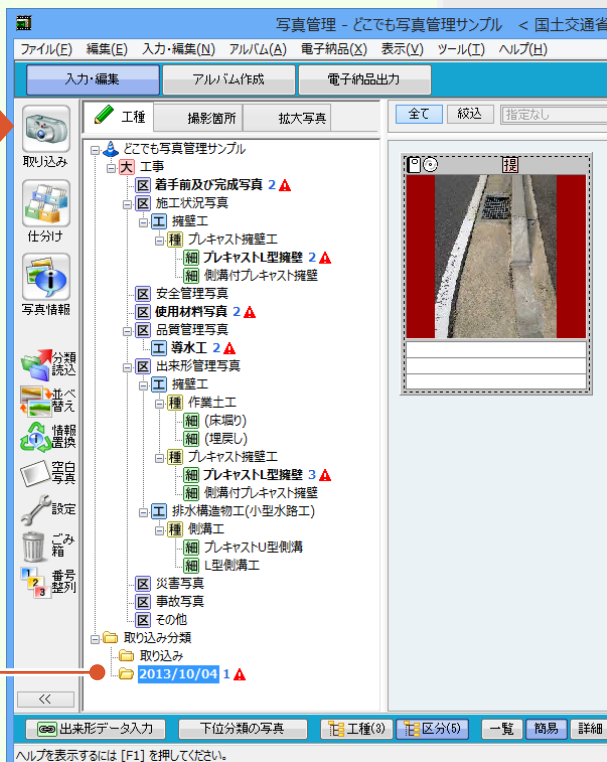 写真管理 - どこでも写真管理サンプル < 国土交通省
ファイル(F) 編集(E) 入力・編集(N) アルバム(A) 電子納品(X) 表示(V) ツール(T) ヘルプ(H)
入力・編集 アルバム作成 電子納品出力
取り込み
仕分け
写真情報
分類読込
並べ替え
情報置換
空白写真
設定
ごみ箱
番号整列
<<
工種 撮影箇所 拡大写真
どこでも写真管理サンプル
大 工事
区 着手前及び完成写真 2
区 施工状況写真
工 擁壁工
種 プレキャスト擁壁工
細 プレキャストL型擁壁 2
細 側溝付プレキャスト擁壁
区 安全管理写真
区 使用材料写真 2
区 品質管理写真
工 導水工 2
区 出来形管理写真
工 擁壁工
種 作業土工
細 (床堀り)
細 (埋戻し)
種 プレキャスト擁壁工
細 プレキャストL型擁壁 3
細 側溝付プレキャスト擁壁
工 排水構造物工(小型水路工)
種 側溝工
細 プレキャストU型側溝
細 L型側溝工
区 災害写真
区 事故写真
区 その他
取り込み分類
取り込み
2013/10/04 1
全て 絞込 指定なし
提
出来形データ入力 下位分類の写真 工種(3) 区分(5) 一覧 簡易 詳細
ヘルプを表示するには [F1] を押してください。